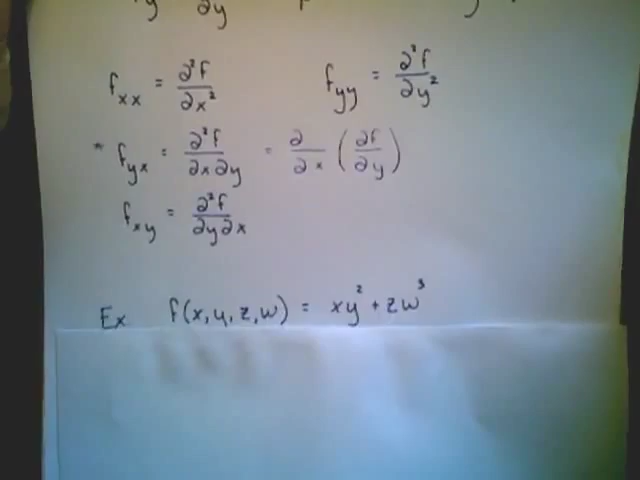 ∂y
f_xx = ∂²f/∂x² f_yy = ∂²f/∂y²
* f_yx = ∂²f/∂x∂y = ∂/∂x (∂f/∂y)
f_xy = ∂²f/∂y∂x
Ex f(x,y,z,w) = xy² + zw³